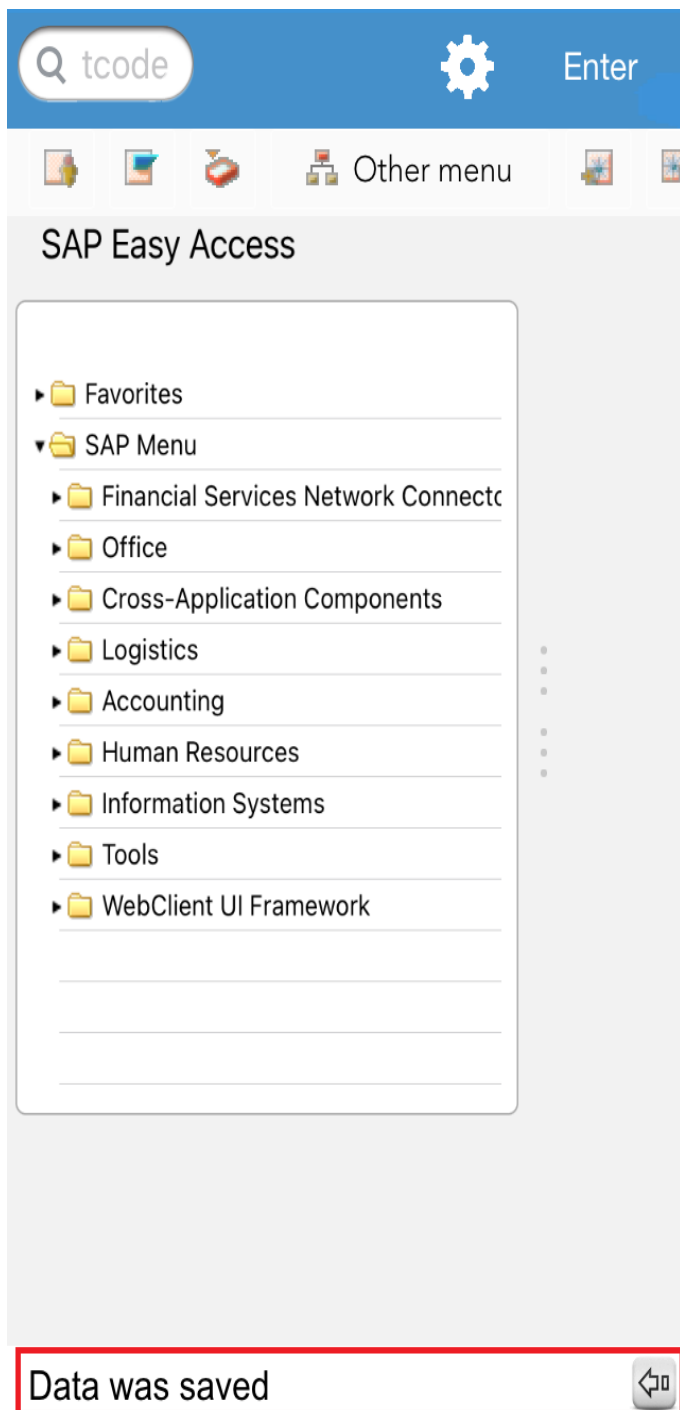 tcode
Enter
Other menu
SAP Easy Access
Favorites
SAP Menu
Financial Services Network Connecto
Office
Cross-Application Components
Logistics
Accounting
Human Resources
Information Systems
Tools
WebClient UI Framework
Data was saved